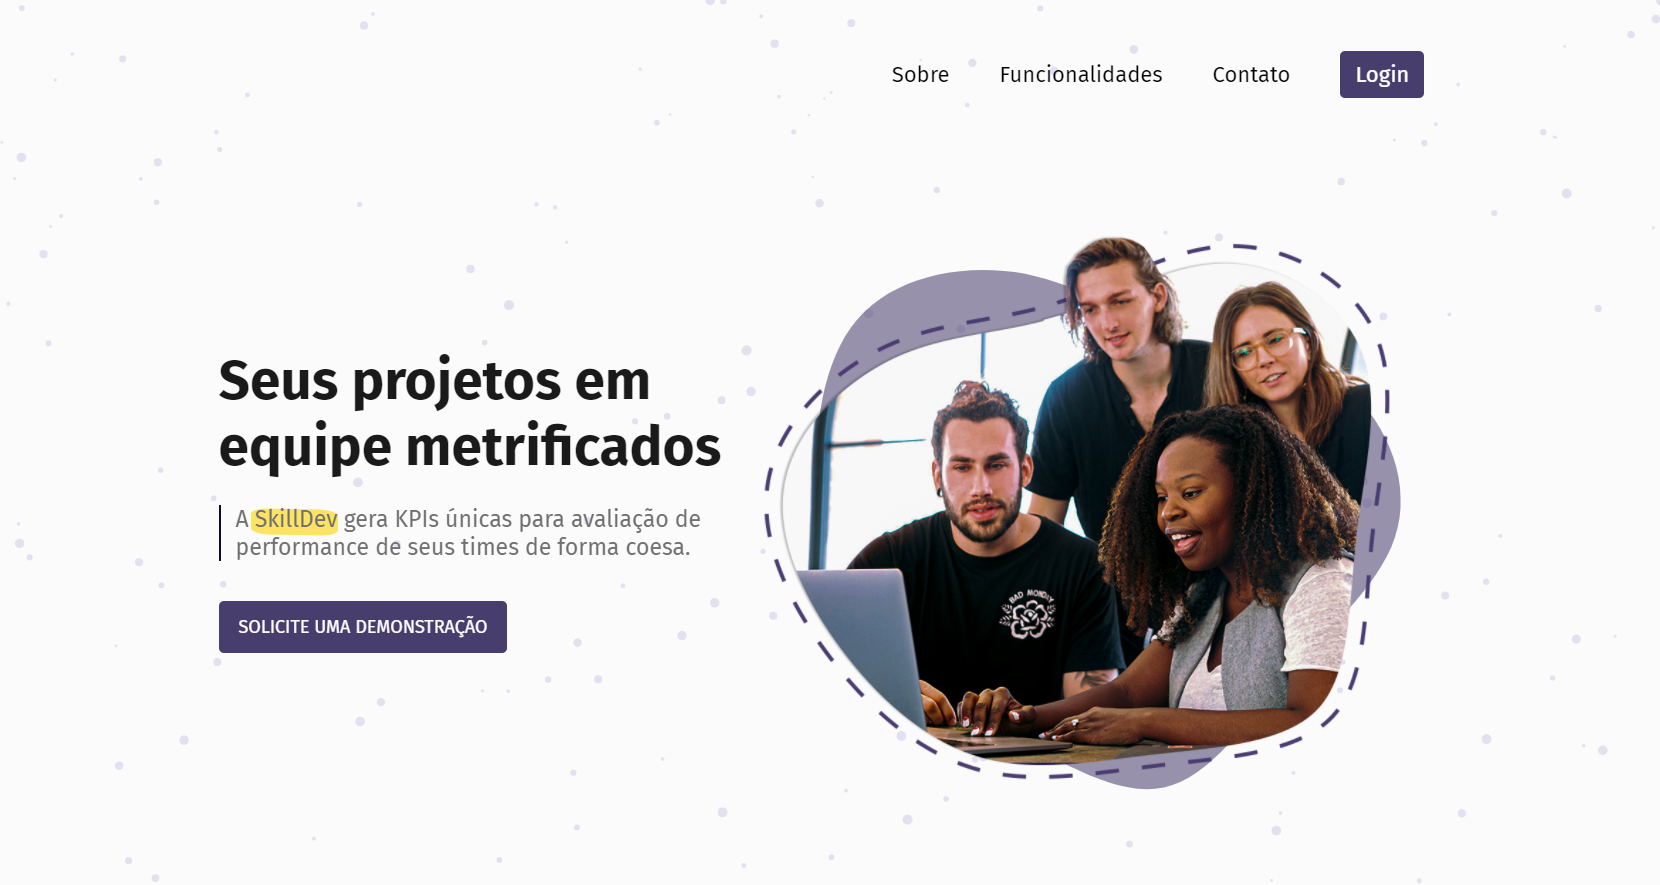 Sobre Funcionalidades Contato Login
Seus projetos em
equipe metrificados
A SkillDev gera KPIs únicas para avaliação de
performance de seus times de forma coesa.
SOLICITE UMA DEMONSTRAÇÃO
BAD MONDAY